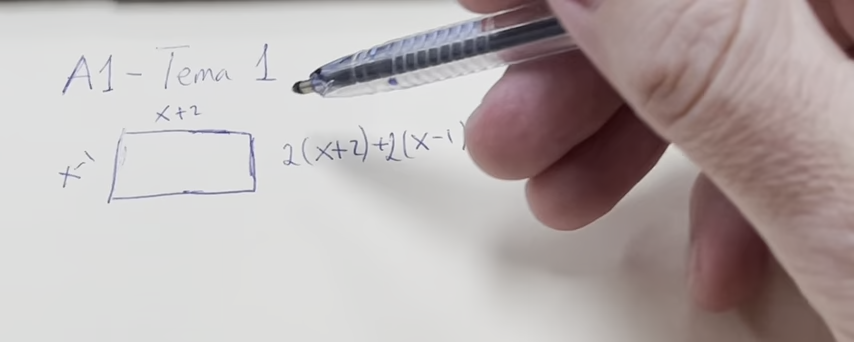 A1 - Tema 1
x+2
x-1
2(x+2)+2(x-1)